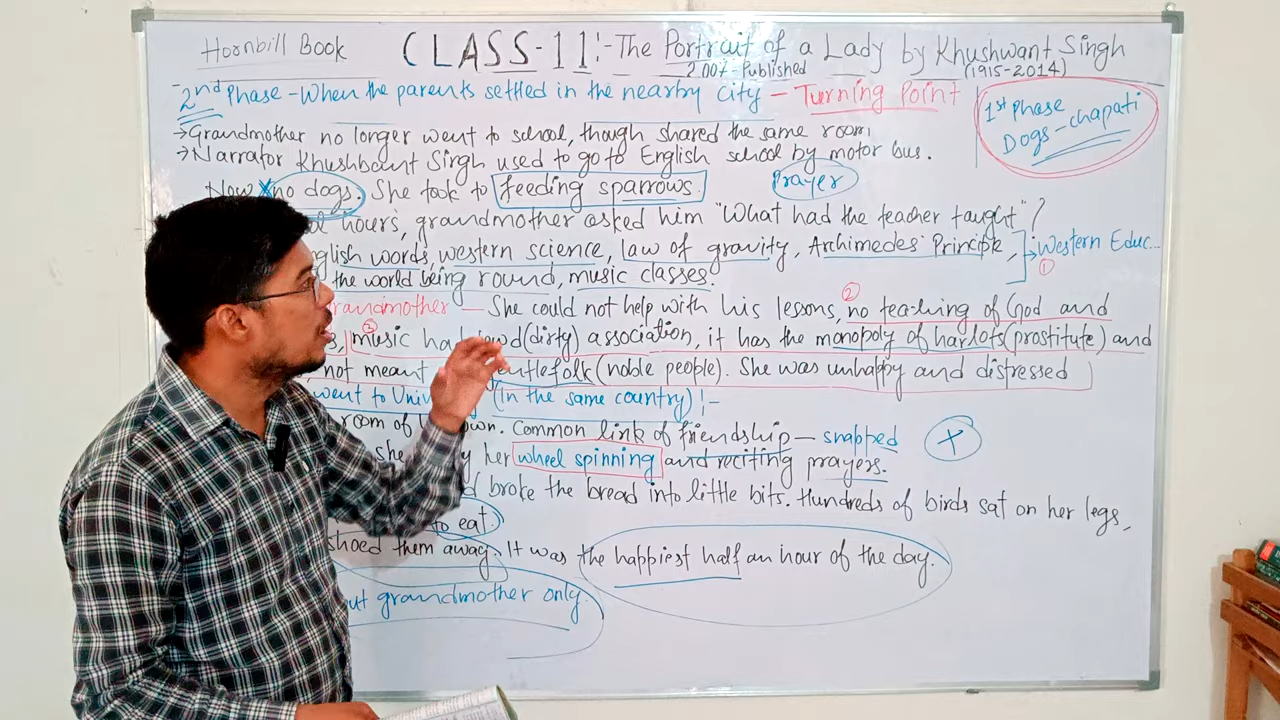 Hornbill Book CLASS-11:- The Portrait of a Lady by Khushwant Singh
2007-Published (1915-2014)
2nd Phase - When the parents settled in the nearby city - Turning Point
1st phase
Dogs - chapati
→ Grandmother no longer went to school, though shared the same room
→ Narrator Khushbaunt Singh used to go to English school by motor bus.
Now X no dogs. She took to feeding sparrows. Prayer
hours, grandmother asked him "What had the teacher taught"?
glish words, western science, law of gravity, Archimedes Principle, → Western Educ...
the world being round, music classes. ①
randmother - She could not help with his lessons, ② no teaching of God and
music had lewd (dirty) association, it has the monopoly of harlots (prostitute) and
not meant gentlefolk (noble people). She was unhappy and distressed
went to Univ (in the same country) :-
room of own. Common link of friendship - snapped X
she her wheel spinning and reciting prayers.
broke the bread into little bits. Hundreds of birds sat on her legs,
to eat.
shoed them away. It was the happiest half an hour of the day.
ut grandmother only